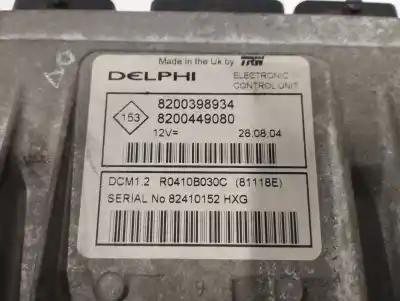 Made in the Uk by TRW
DELPHI ELECTRONIC
CONTROL UNIT
153
8200398934
8200449080
12V= 28.08.04
DCM1.2 R0410B030C (81118E)
SERIAL No 82410152 HXG